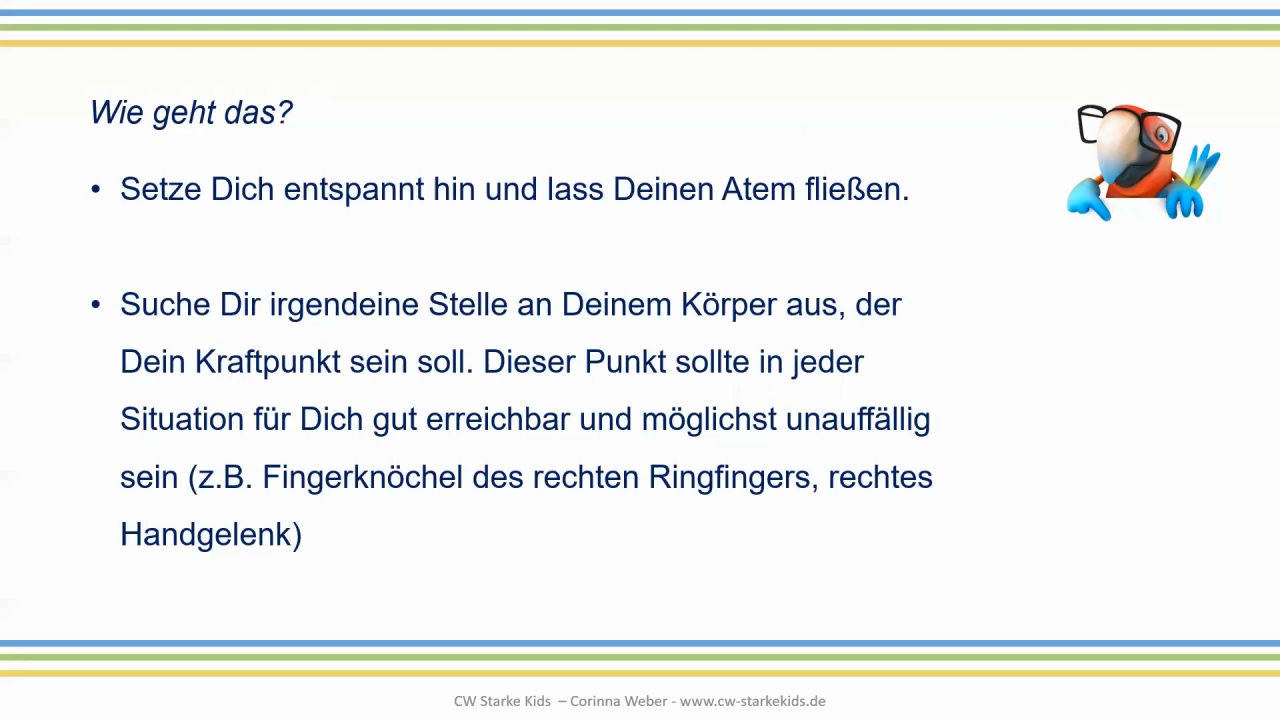 Wie geht das?
• Setze Dich entspannt hin und lass Deinen Atem fließen.
• Suche Dir irgendeine Stelle an Deinem Körper aus, der
Dein Kraftpunkt sein soll. Dieser Punkt sollte in jeder
Situation für Dich gut erreichbar und möglichst unauffällig
sein (z.B. Fingerknöchel des rechten Ringfingers, rechtes
Handgelenk)
CW Starke Kids – Corinna Weber - www.cw-starkekids.de